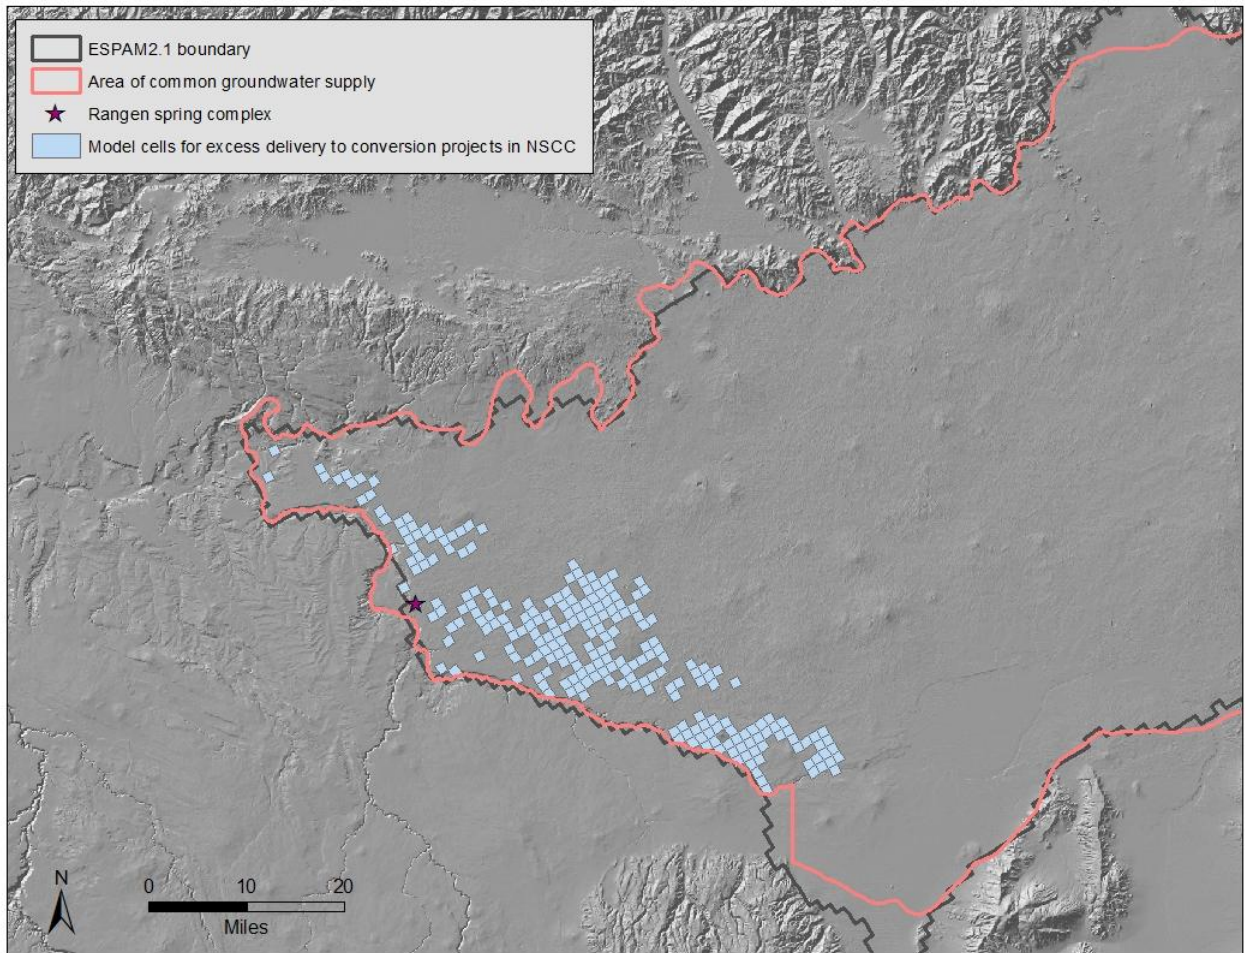 ESPAM2.1 boundary
Area of common groundwater supply
Rangen spring complex
Model cells for excess delivery to conversion projects in NSCC
N
0 10 20
Miles